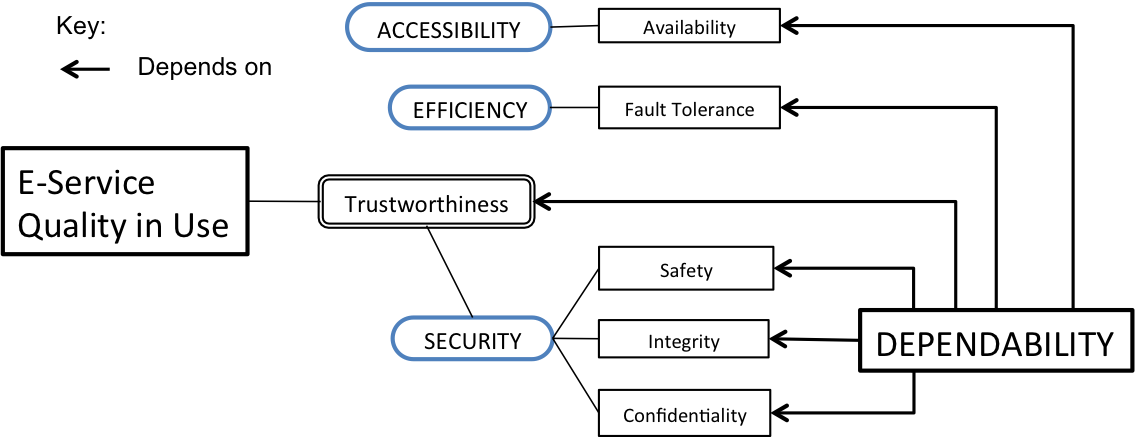 Key:
Depends on
ACCESSIBILITY
Availability
EFFICIENCY
Fault Tolerance
E-Service
Quality in Use
Trustworthiness
Safety
SECURITY
Integrity
DEPENDABILITY
Confidentiality